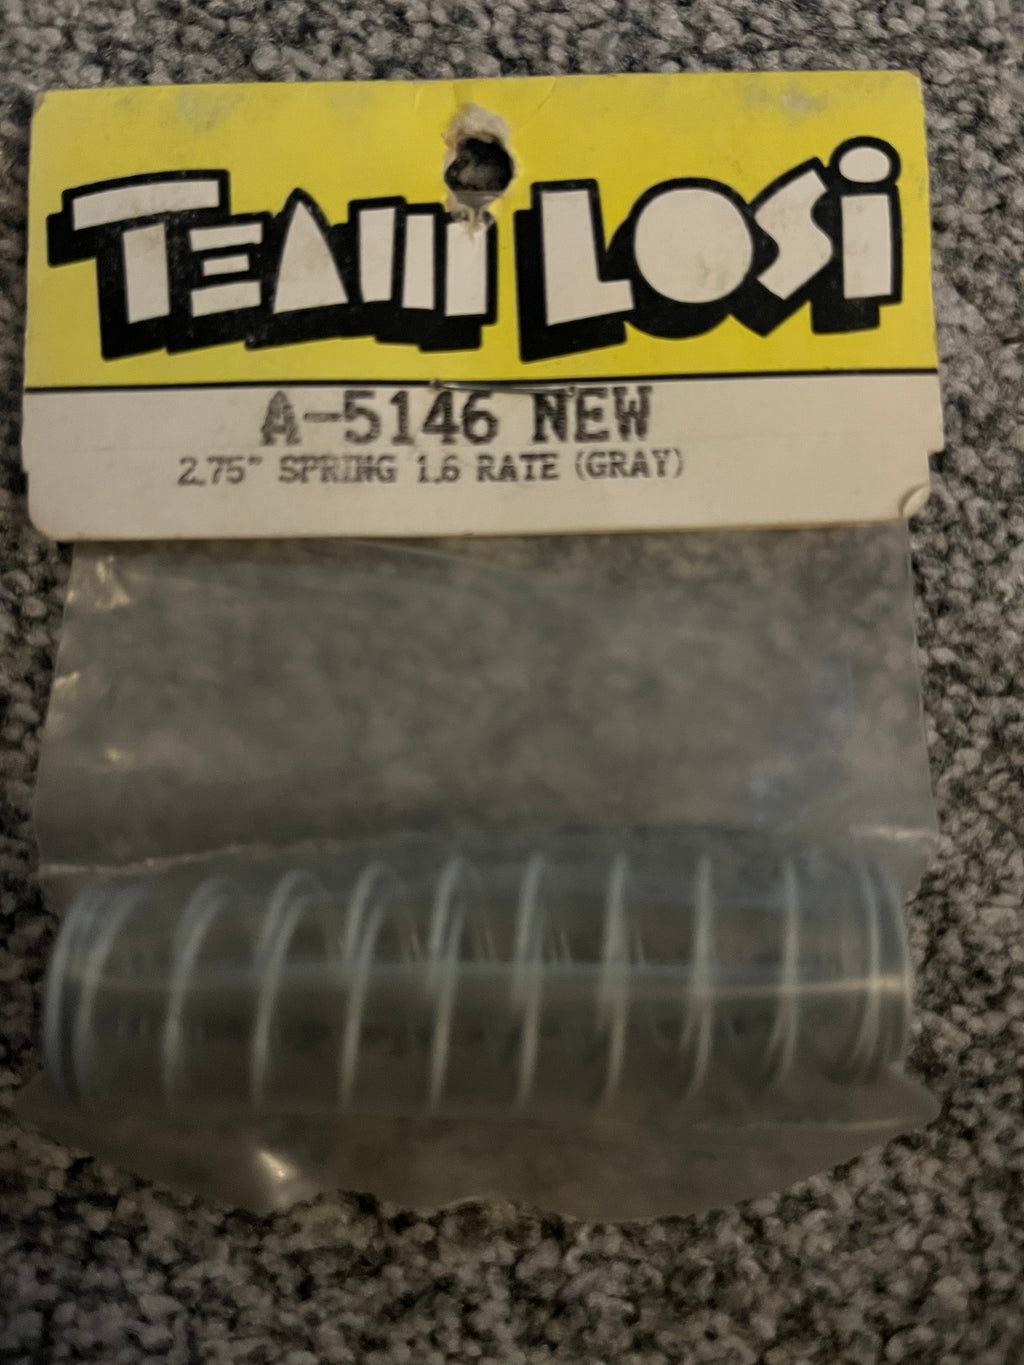 TEAM LOSI
A-5146 NEW
2.75" SPRING 1.6 RATE (GRAY)